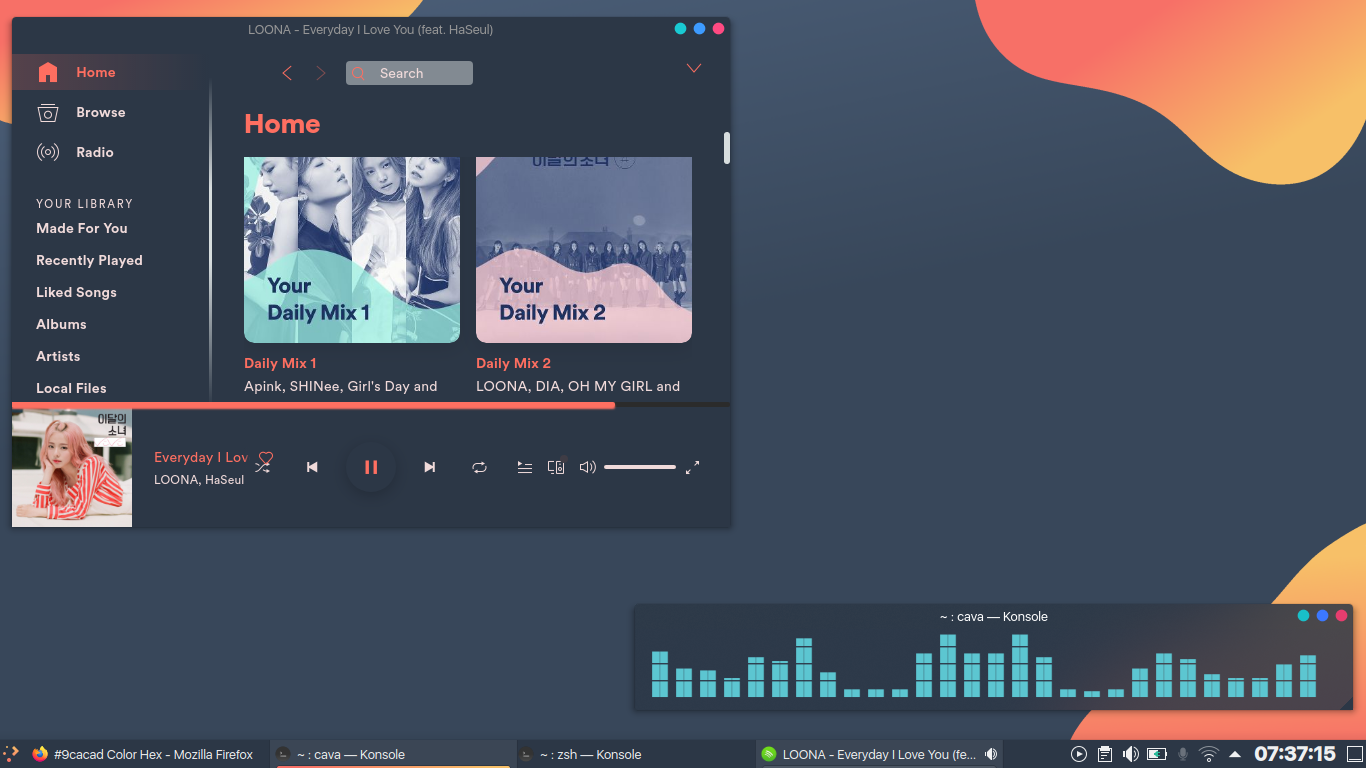 LOONA - Everyday I Love You (feat. HaSeul)
Home
Browse
Radio
YOUR LIBRARY
Made For You
Recently Played
Liked Songs
Albums
Artists
Local Files
Search
Home
Your
Daily Mix 1
Daily Mix 1
Apink, SHINee, Girl's Day and
이달의 소녀
Your
Daily Mix 2
Daily Mix 2
LOONA, DIA, OH MY GIRL and
이달의
소녀
Everyday I Lov
LOONA, HaSeul
~ : cava — Konsole
#9cacad Color Hex - Mozilla Firefox
~ : cava — Konsole
~ : zsh — Konsole
LOONA - Everyday I Love You (fe...
07:37:15